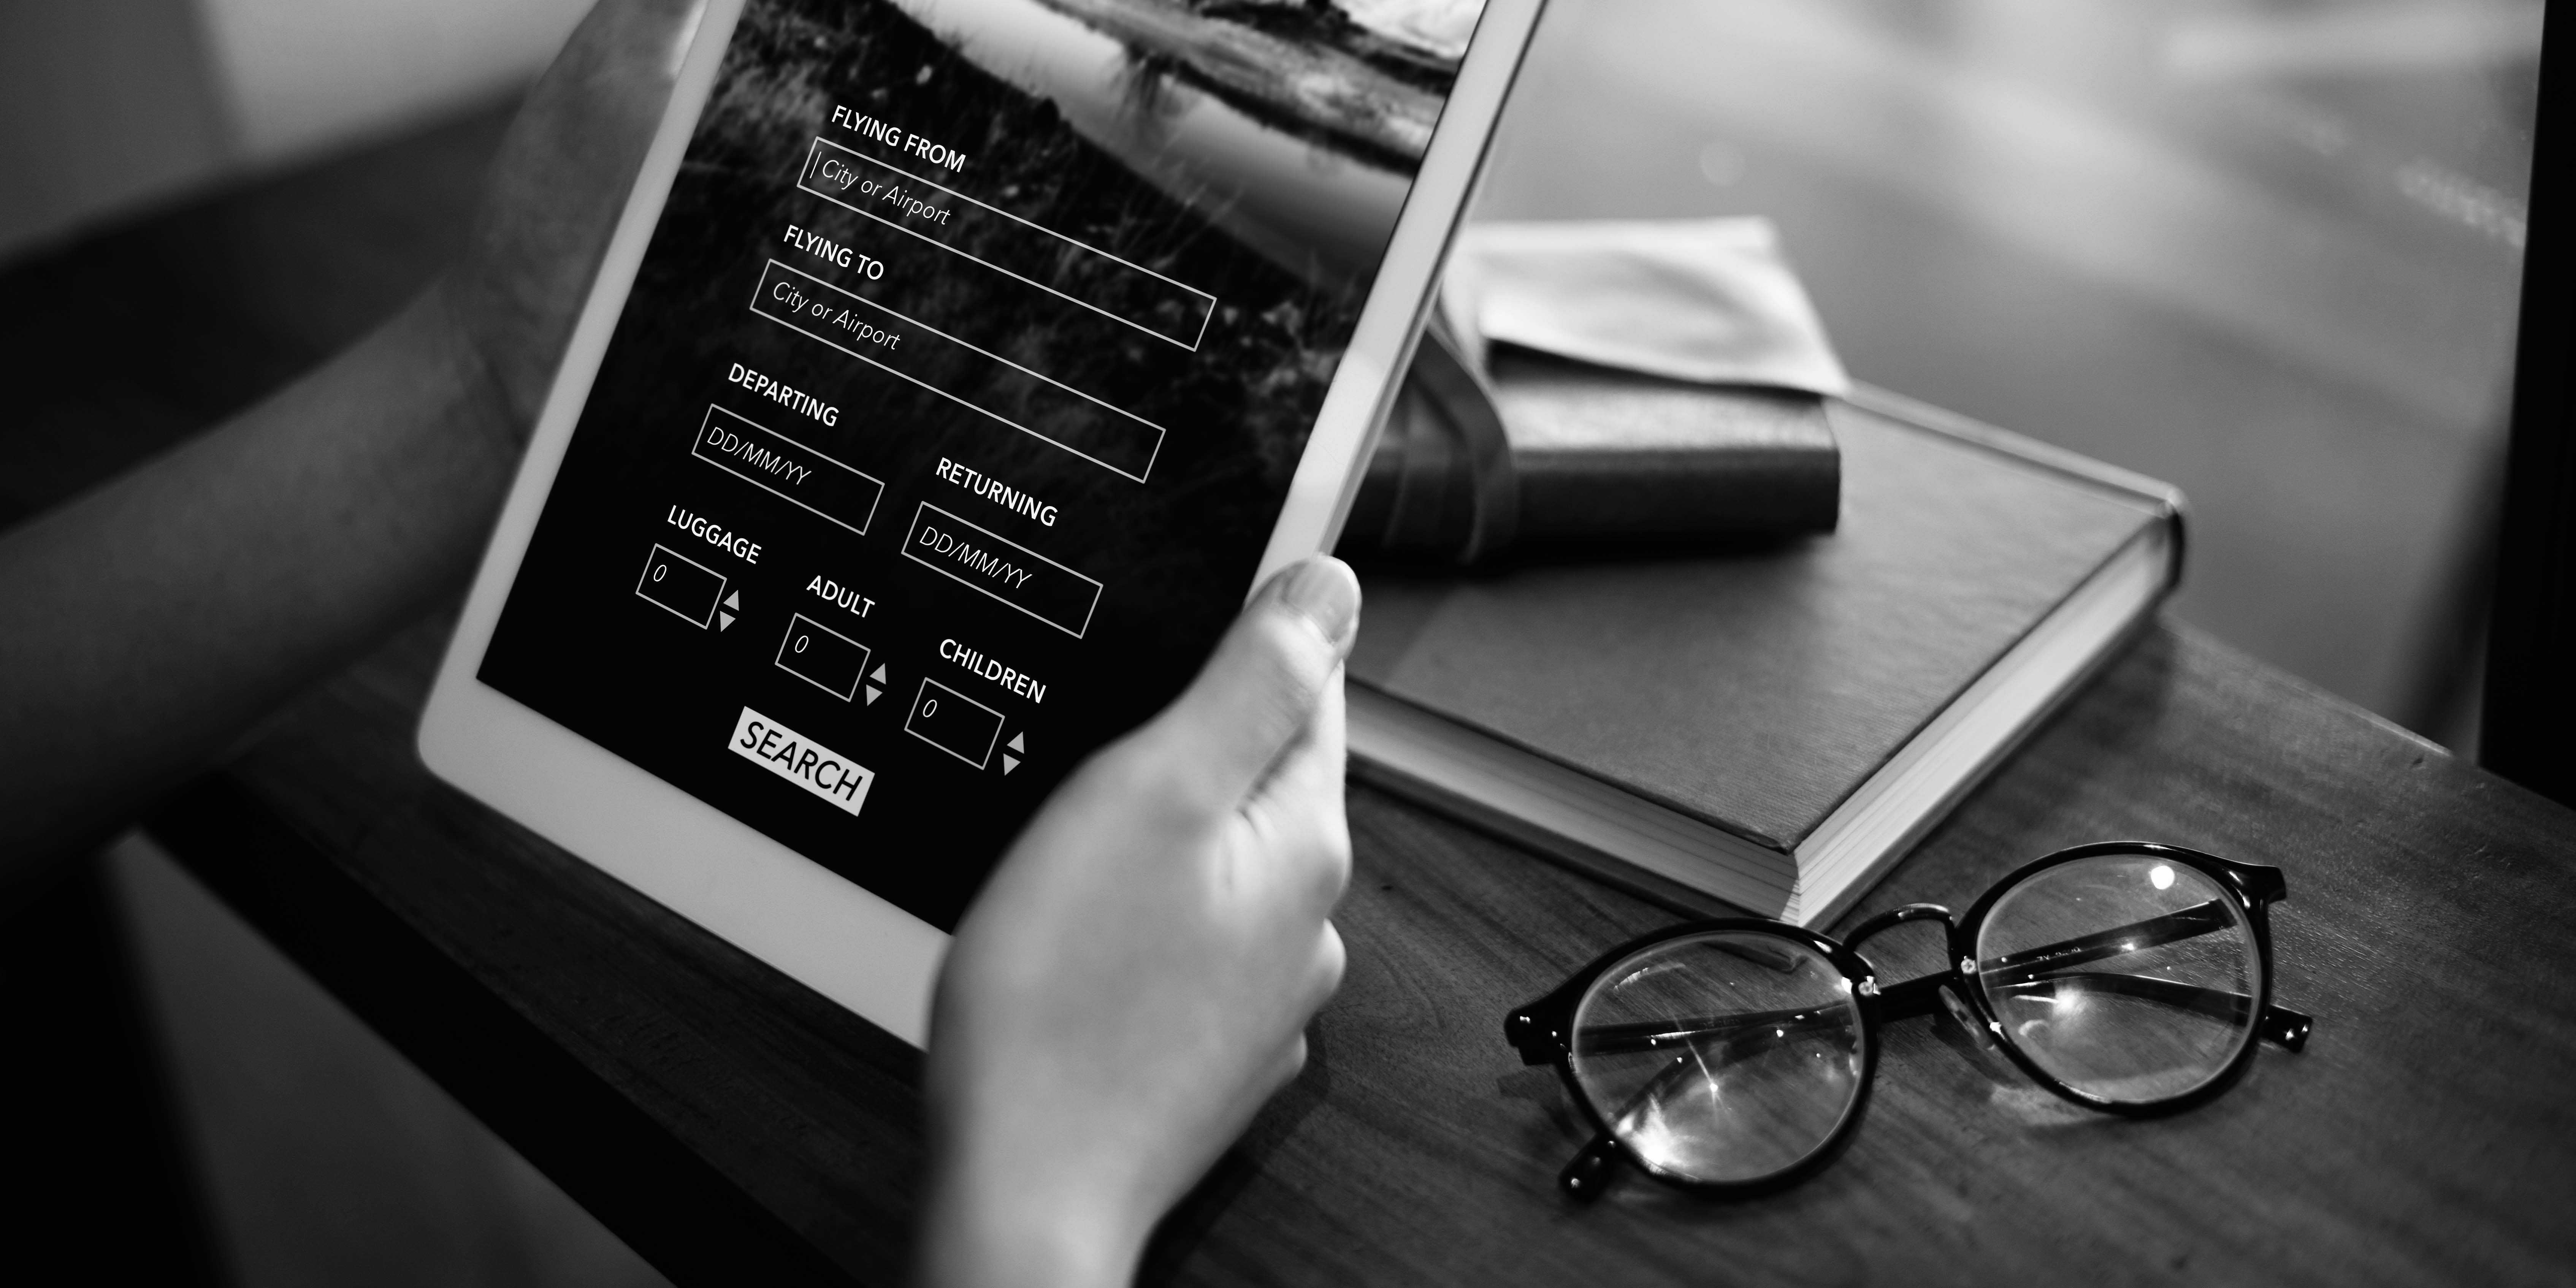 FLYING FROM
City or Airport
FLYING TO
City or Airport
DEPARTING
RETURNING
DD/MM/YY
DD/MM/YY
LUGGAGE
ADULT
CHILDREN
0
0
0
SEARCH